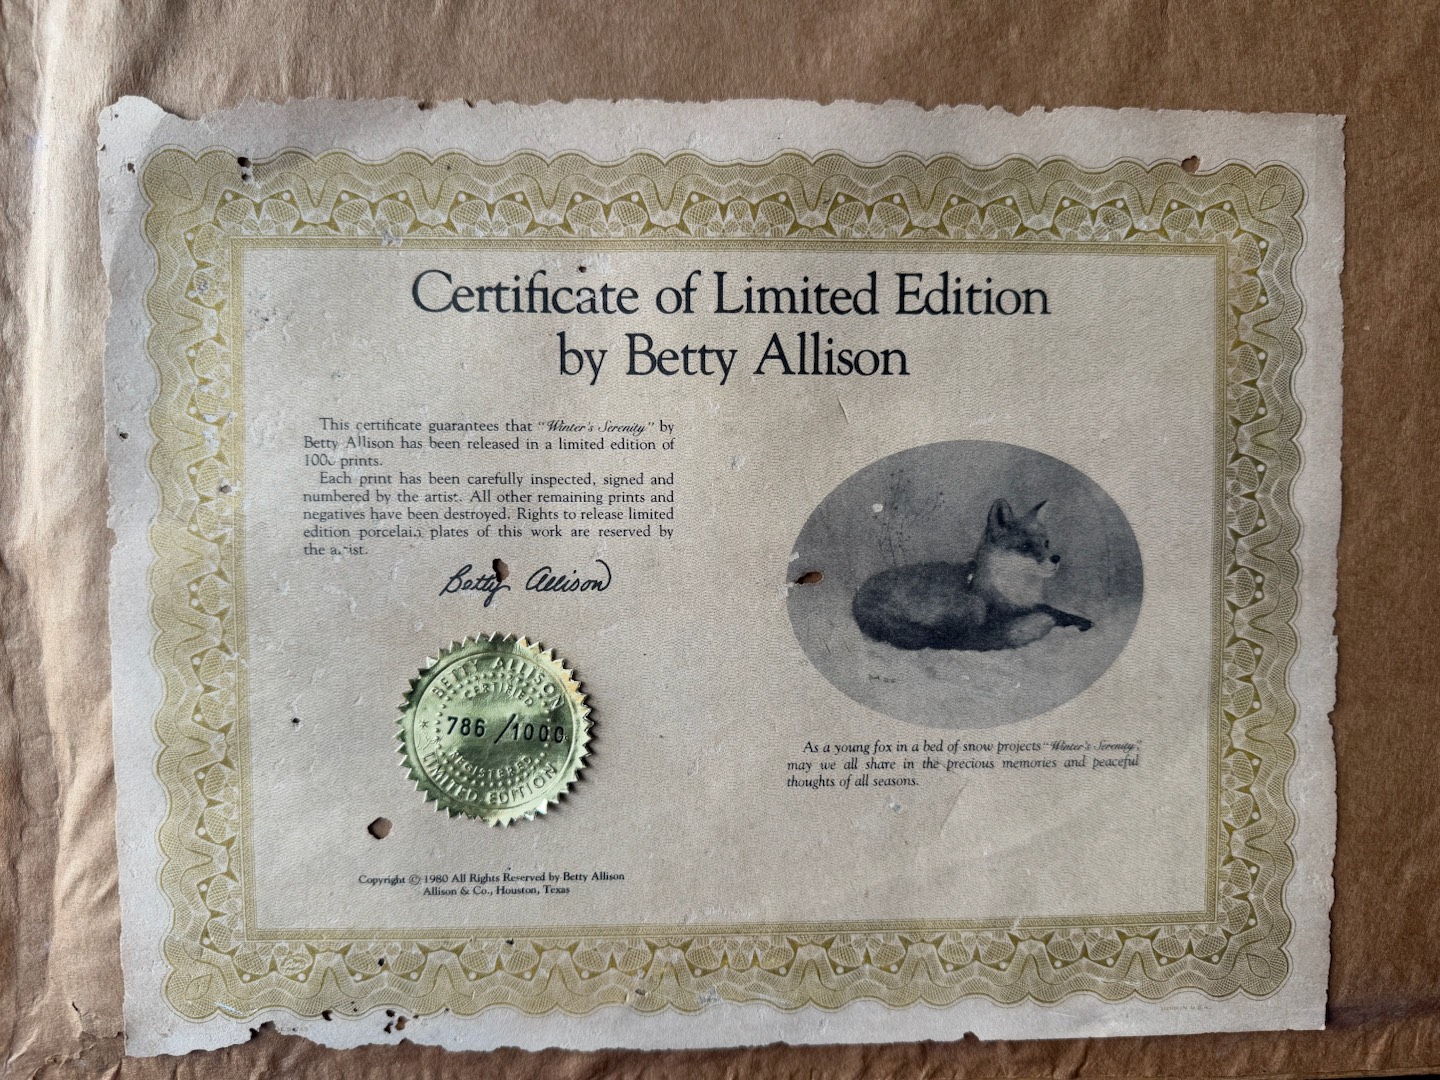 Certificate of Limited Edition
by Betty Allison
This certificate guarantees that "Winter's Serenity" by
Betty Allison has been released in a limited edition of
1000 prints.
Each print has been carefully inspected, signed and
numbered by the artist. All other remaining prints and
negatives have been destroyed. Rights to release limited
edition porcelain plates of this work are reserved by
the artist.
Betty Allison
BETTY ALLISON
CERTIFIED
786 / 1000
REGISTERED
LIMITED EDITION
As a young fox in a bed of snow projects "Winter's Serenity,"
may we all share in the precious memories and peaceful
thoughts of all seasons.
Copyright © 1980 All Rights Reserved by Betty Allison
Allison & Co., Houston, Texas